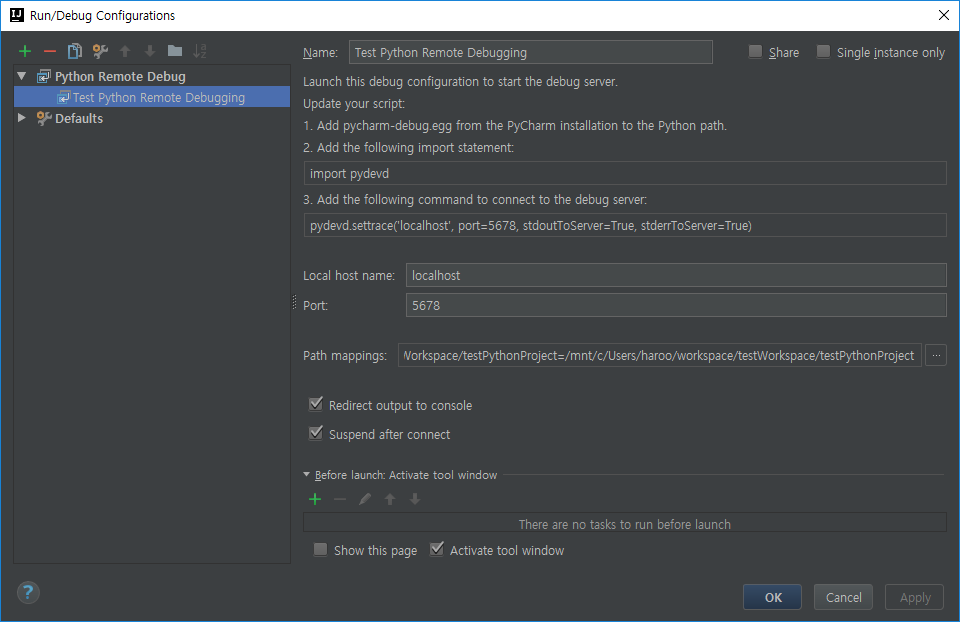 IJ Run/Debug Configurations
Name: Test Python Remote Debugging Share Single instance only
Python Remote Debug
Test Python Remote Debugging
Defaults
Launch this debug configuration to start the debug server.
Update your script:
1. Add pycharm-debug.egg from the PyCharm installation to the Python path.
2. Add the following import statement:
import pydevd
3. Add the following command to connect to the debug server:
pydevd.settrace('localhost', port=5678, stdoutToServer=True, stderrToServer=True)
Local host name: localhost
Port: 5678
Path mappings: Workspace/testPythonProject=/mnt/c/Users/haroo/workspace/testWorkspace/testPythonProject ...
Redirect output to console
Suspend after connect
Before launch: Activate tool window
There are no tasks to run before launch
Show this page Activate tool window
? OK Cancel Apply